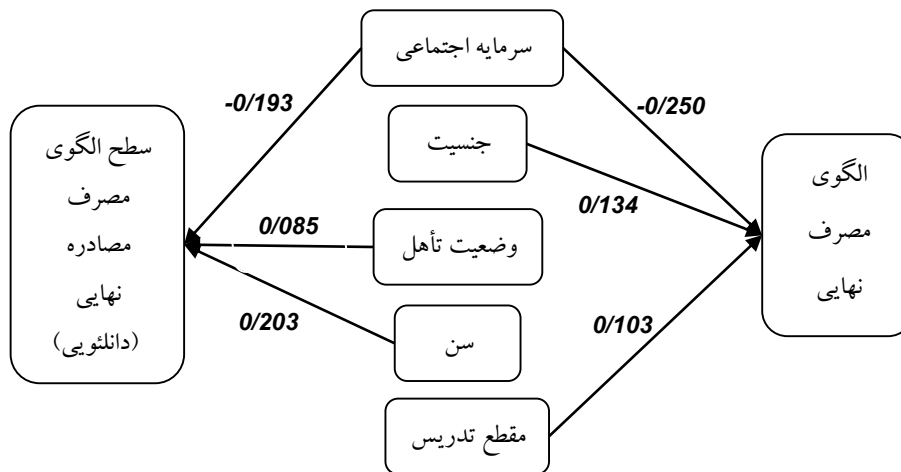 سرمایه اجتماعی
-0/193
-0/250
جنسیت
سطح الگوی
مصرف
مصادره
نهایی
(دانلئویی)
الگوی
مصرف
نهایی
0/134
0/085
وضعیت تأهل
0/203
سن
0/103
مقطع تدریس